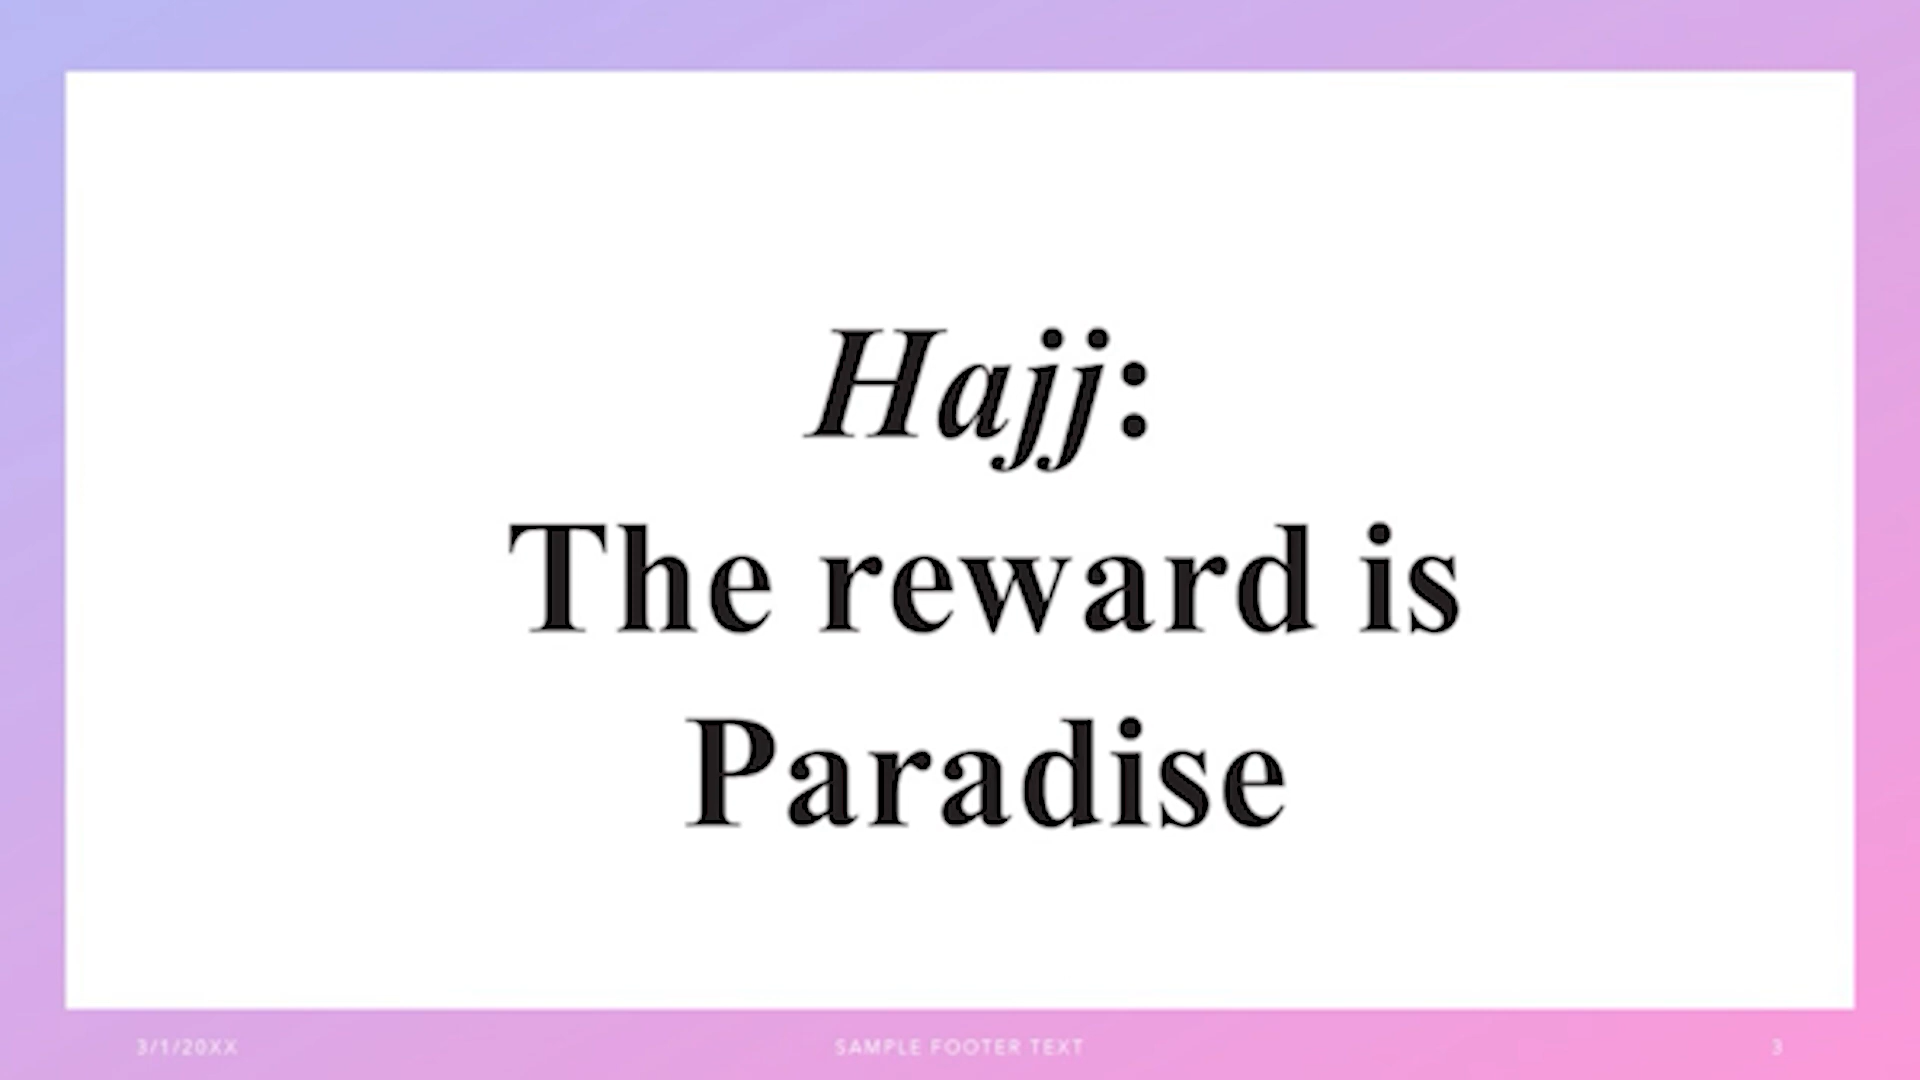 Hajj:
The reward is
Paradise
3/1/20XX
SAMPLE FOOTER TEXT
3